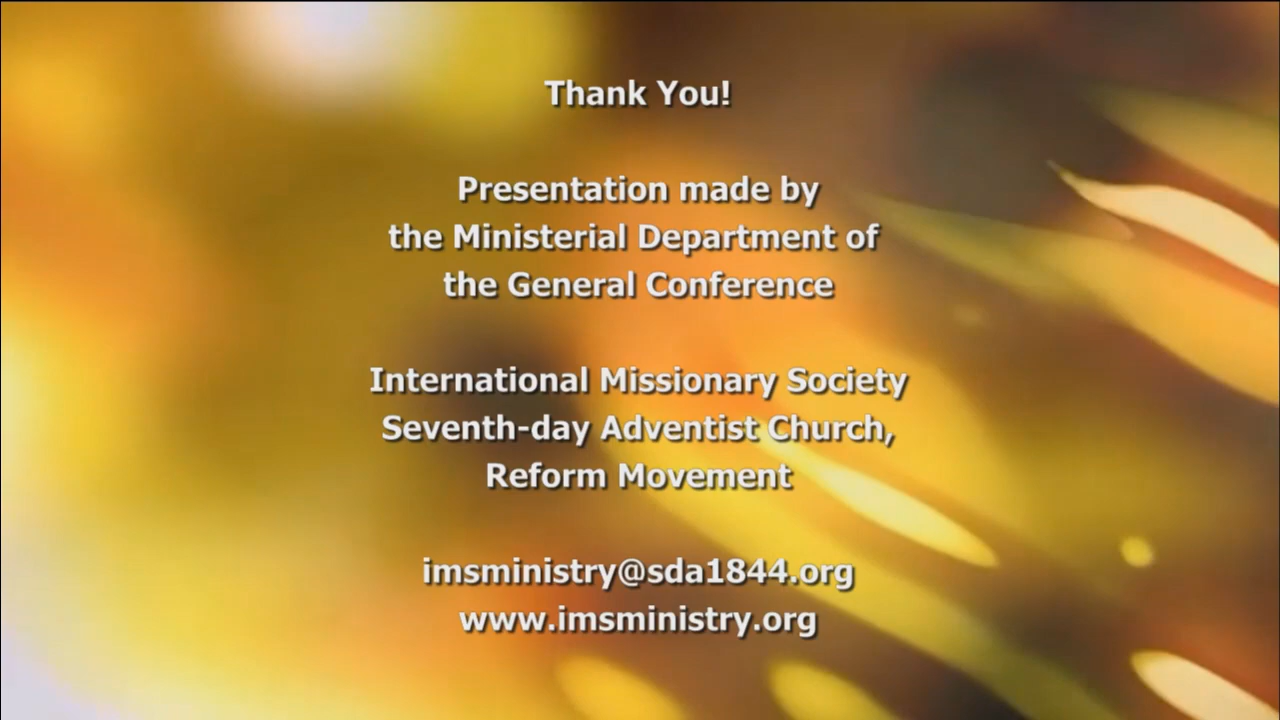 Thank You!
Presentation made by
the Ministerial Department of
the General Conference
International Missionary Society
Seventh-day Adventist Church,
Reform Movement
imsministry@sda1844.org
www.imsministry.org